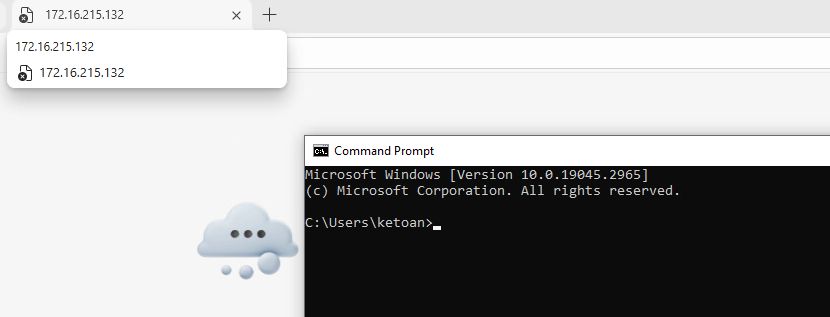 172.16.215.132
172.16.215.132
172.16.215.132
Command Prompt
Microsoft Windows [Version 10.0.19045.2965]
(c) Microsoft Corporation. All rights reserved.
C:\Users\ketoan>